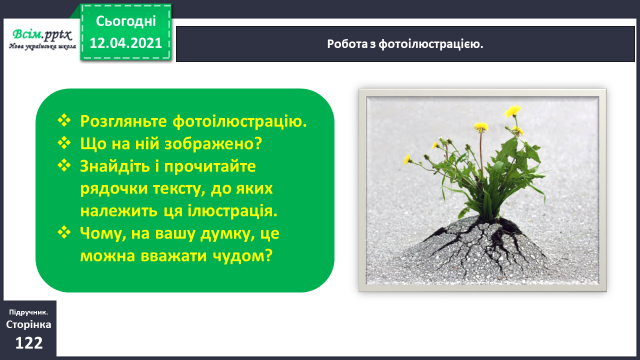 Всім.pptx
Нова українська школа
Сьогодні
12.04.2021
Робота з фотоілюстрацією.
❖ Розгляньте фотоілюстрацію.
❖ Що на ній зображено?
❖ Знайдіть і прочитайте
рядочки тексту, до яких
належить ця ілюстрація.
❖ Чому, на вашу думку, це
можна вважати чудом?
Підручник.
Сторінка
122